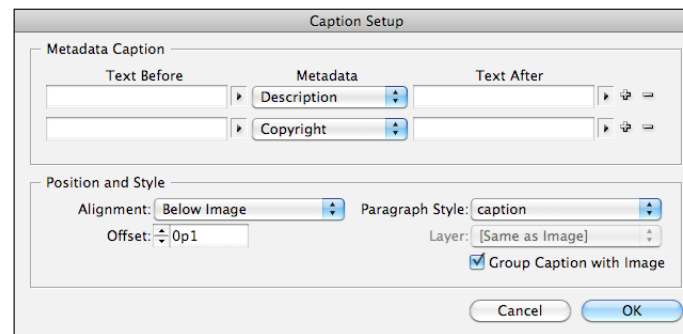 Caption Setup
Metadata Caption
Text Before Metadata Text After
Description
Copyright
Position and Style
Alignment: Below Image Paragraph Style: caption
Offset: 0p1 Layer: [Same as Image]
Group Caption with Image
Cancel OK